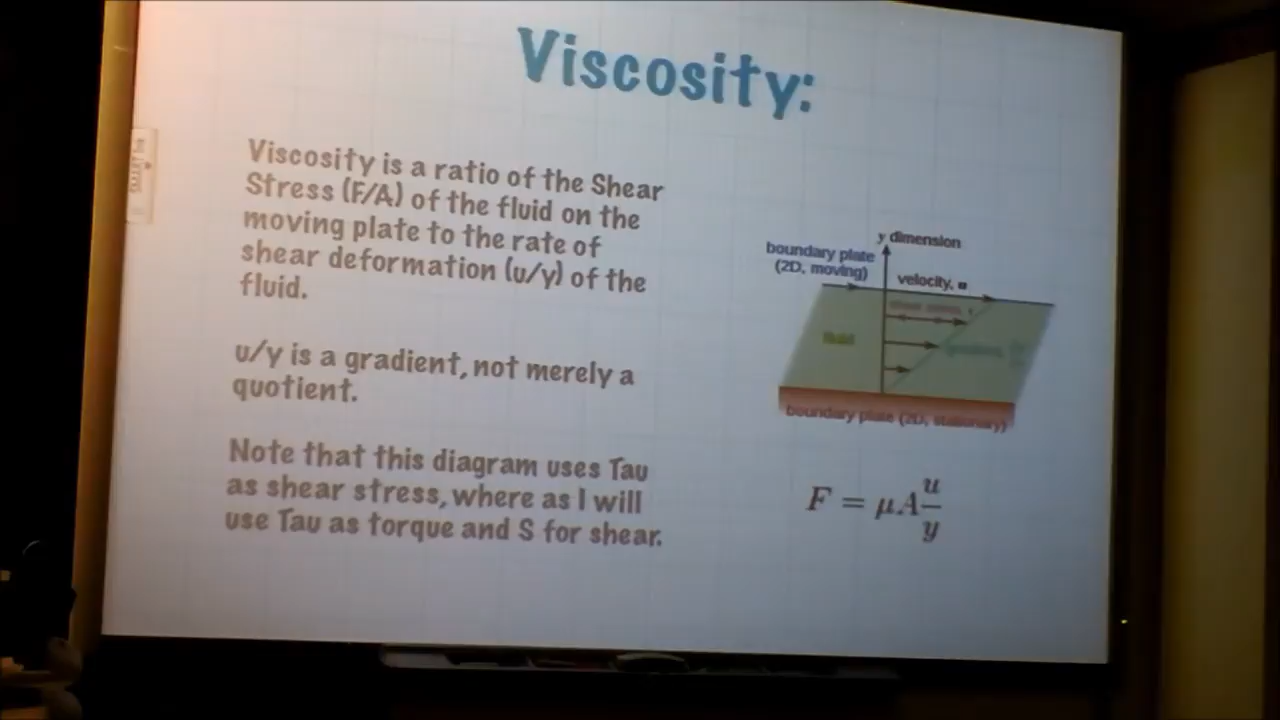 Viscosity:
Viscosity is a ratio of the Shear
Stress (F/A) of the fluid on the
moving plate to the rate of
shear deformation (u/y) of the
fluid.
u/y is a gradient, not merely a
quotient.
Note that this diagram uses Tau
as shear stress, where as I will
use Tau as torque and S for shear.
y dimension
boundary plate
(2D, moving)
velocity, u
fluid
boundary plate (2D, stationary)
F = μA u/y